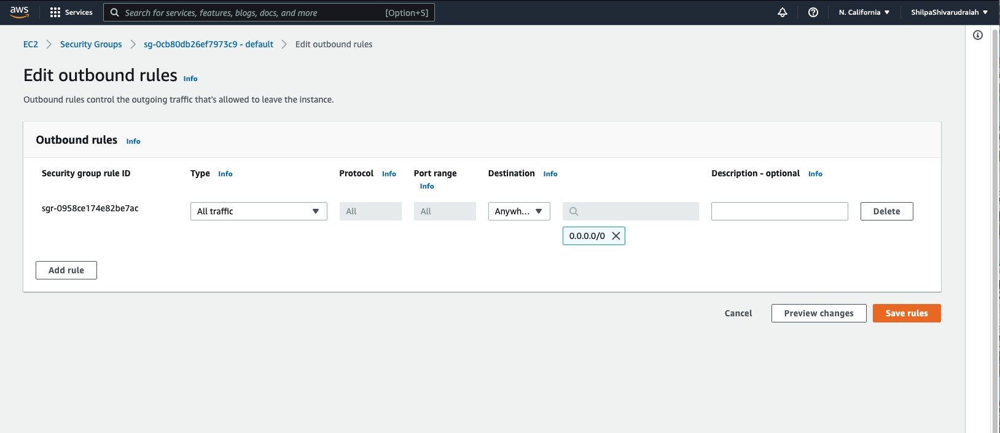 aws Services Search for services, features, blogs, docs, and more [Option+S] N. California ShilpaShivarudraiah
EC2 Security Groups sg-0cb80db26ef7973c9 - default Edit outbound rules
Edit outbound rules Info
Outbound rules control the outgoing traffic that's allowed to leave the instance.
Outbound rules Info
Security group rule ID Type Info Protocol Info Port range Info Destination Info Description - optional Info
sgr-0958ce174e82be7ac All traffic All All Anywh... Delete
0.0.0.0/0
Add rule
Cancel Preview changes Save rules